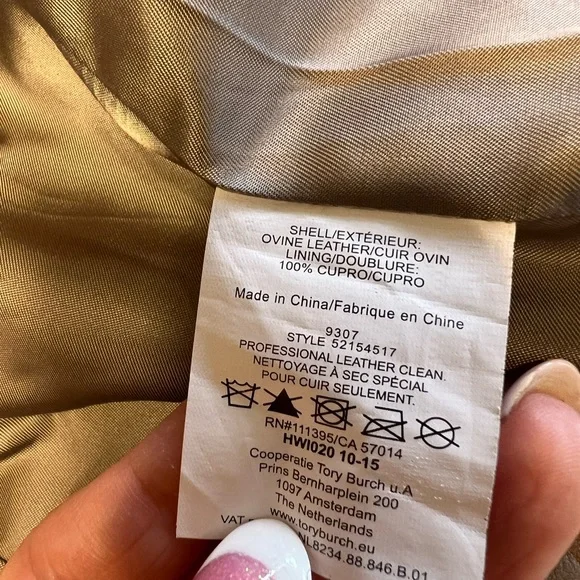 SHELL/EXTÉRIEUR:
OVINE LEATHER/CUIR OVIN
LINING/DOUBLURE:
100% CUPRO/CUPRO
Made in China/Fabrique en Chine
9307
STYLE 52154517
PROFESSIONAL LEATHER CLEAN.
NETTOYAGE À SEC SPÉCIAL
POUR CUIR SEULEMENT.
RN#111395/CA 57014
HWI020 10-15
Cooperatie Tory Burch u.A
Prins Bernharplein 200
1097 Amsterdam
The Netherlands
www.toryburch.eu
VAT NL8234.88.846.B.01